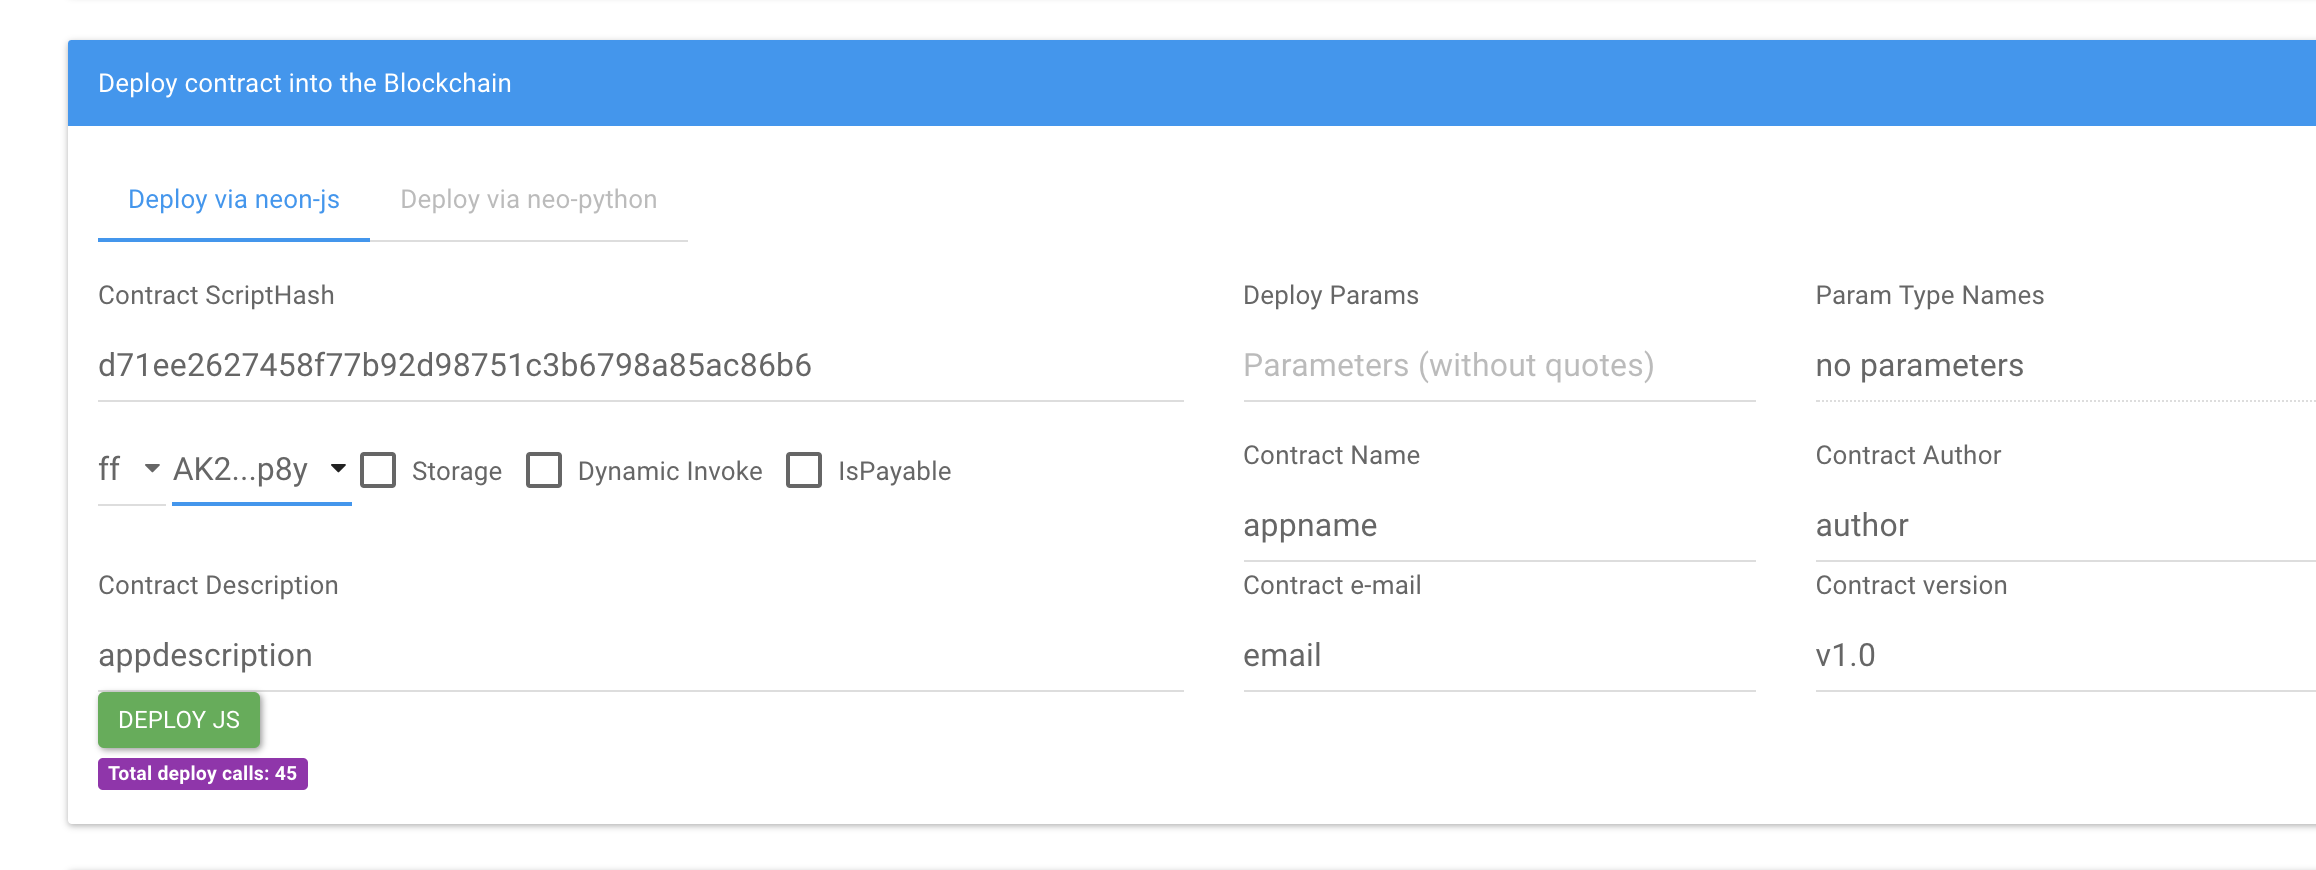 Deploy contract into the Blockchain
Deploy via neon-js Deploy via neo-python
Contract ScriptHash Deploy Params Param Type Names
d71ee2627458f77b92d98751c3b6798a85ac86b6 Parameters (without quotes) no parameters
ff AK2...p8y Storage Dynamic Invoke IsPayable
Contract Name Contract Author
appname author
Contract Description Contract e-mail Contract version
appdescription email v1.0
DEPLOY JS
Total deploy calls: 45